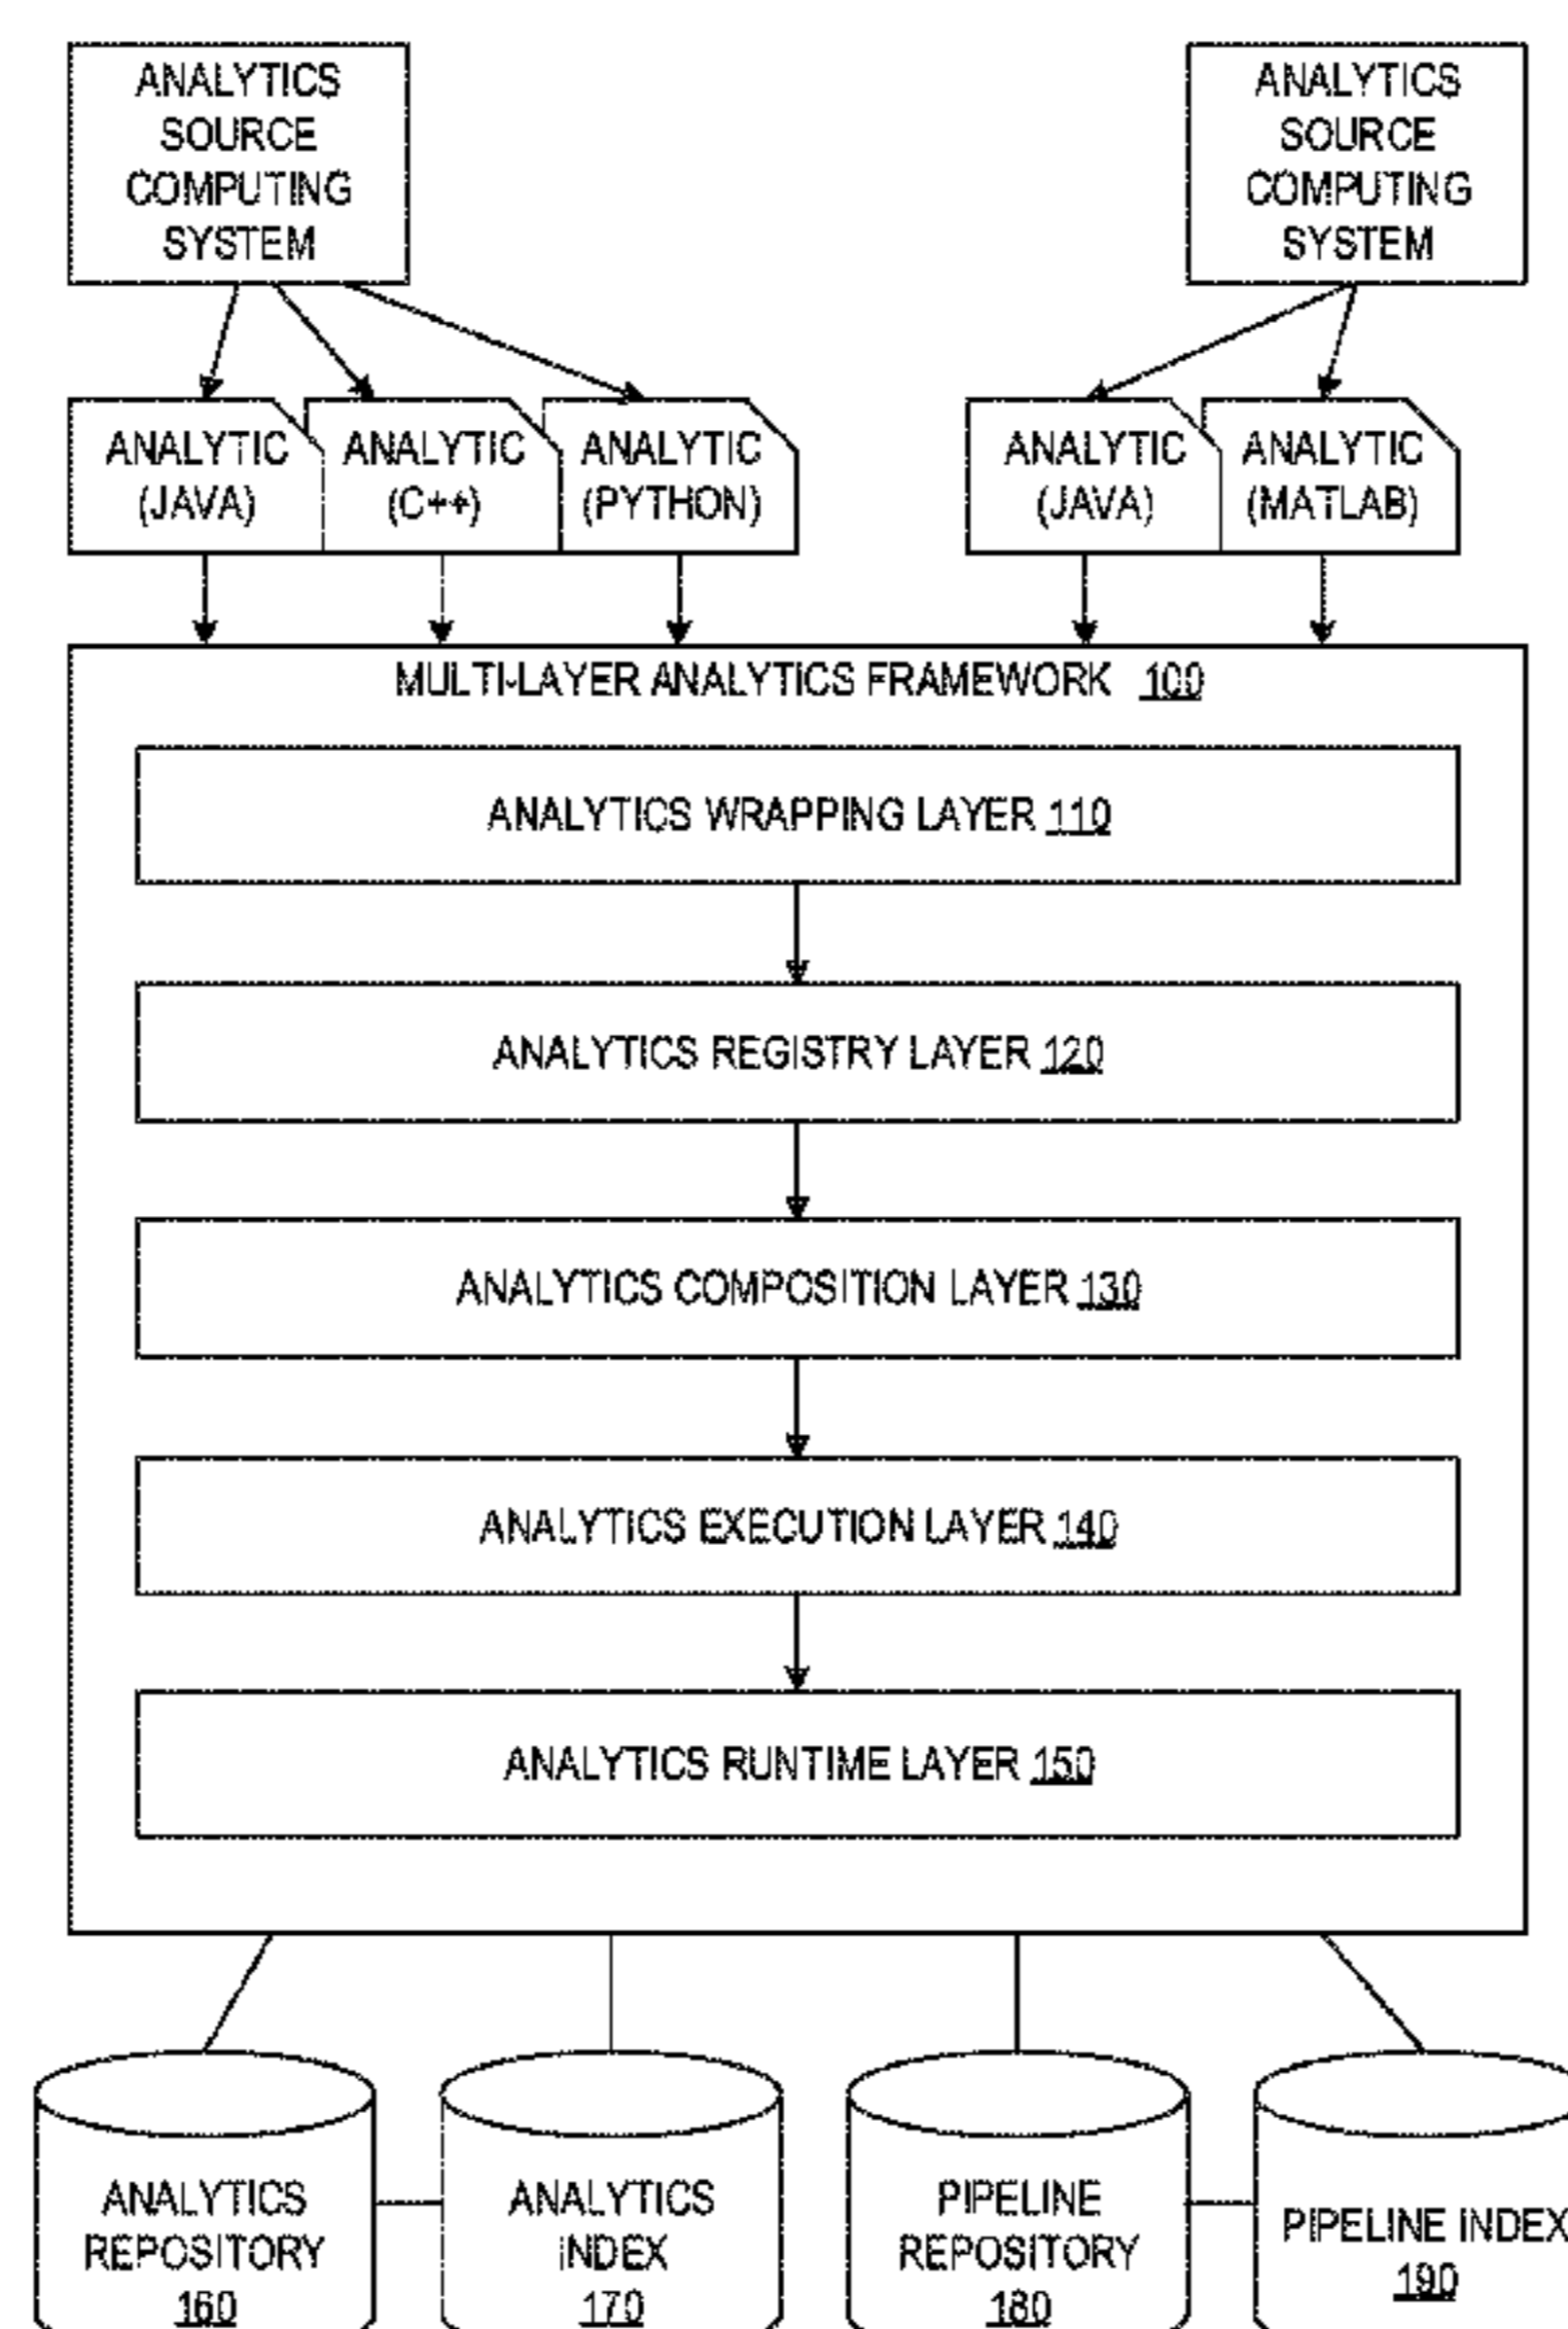 ANALYTICS
SOURCE
COMPUTING
SYSTEM
ANALYTICS
SOURCE
COMPUTING
SYSTEM
ANALYTIC
(JAVA)
ANALYTIC
(C++)
ANALYTIC
(PYTHON)
ANALYTIC
(JAVA)
ANALYTIC
(MATLAB)
MULTI-LAYER ANALYTICS FRAMEWORK 100
ANALYTICS WRAPPING LAYER 110
ANALYTICS REGISTRY LAYER 120
ANALYTICS COMPOSITION LAYER 130
ANALYTICS EXECUTION LAYER 140
ANALYTICS RUNTIME LAYER 150
ANALYTICS
REPOSITORY
160
ANALYTICS
INDEX
170
PIPELINE
REPOSITORY
180
PIPELINE INDEX
190